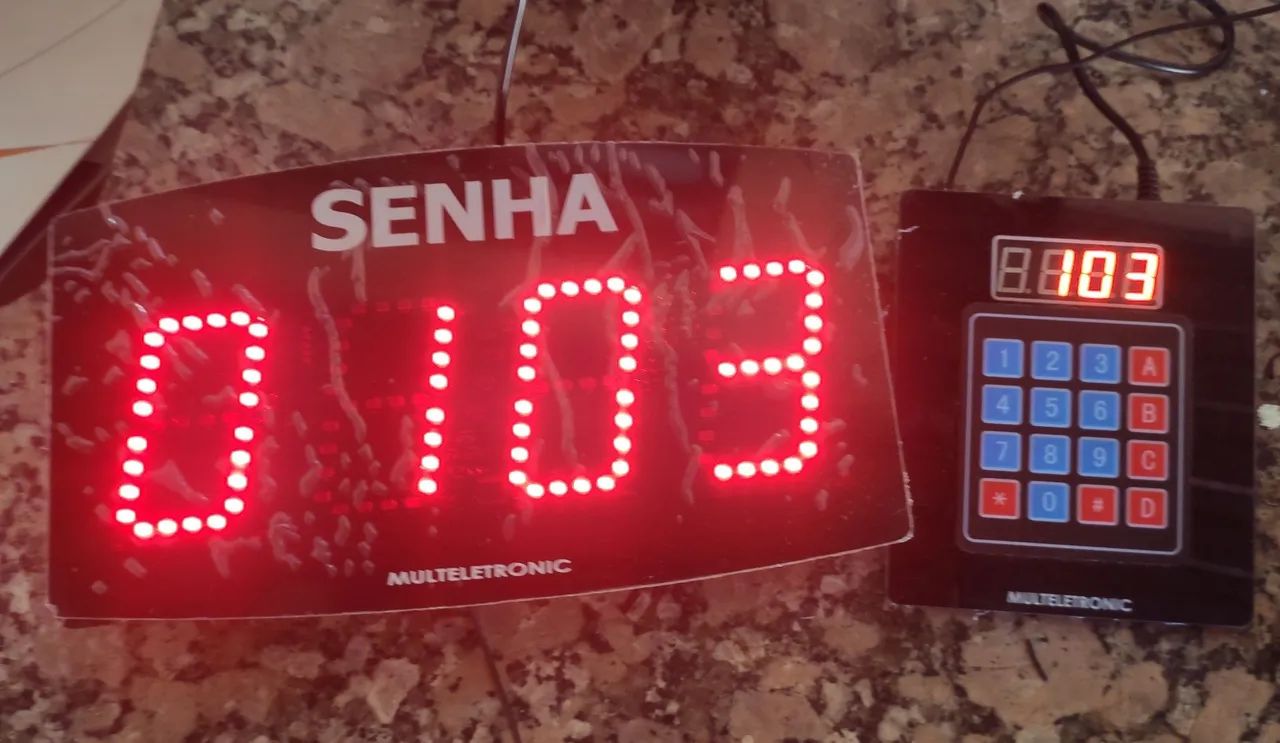 SENHA
0103
MULTELETRONIC
103
1 2 3 A
4 5 6 B
7 8 9 C
* 0 # D
MULTELETRONIC